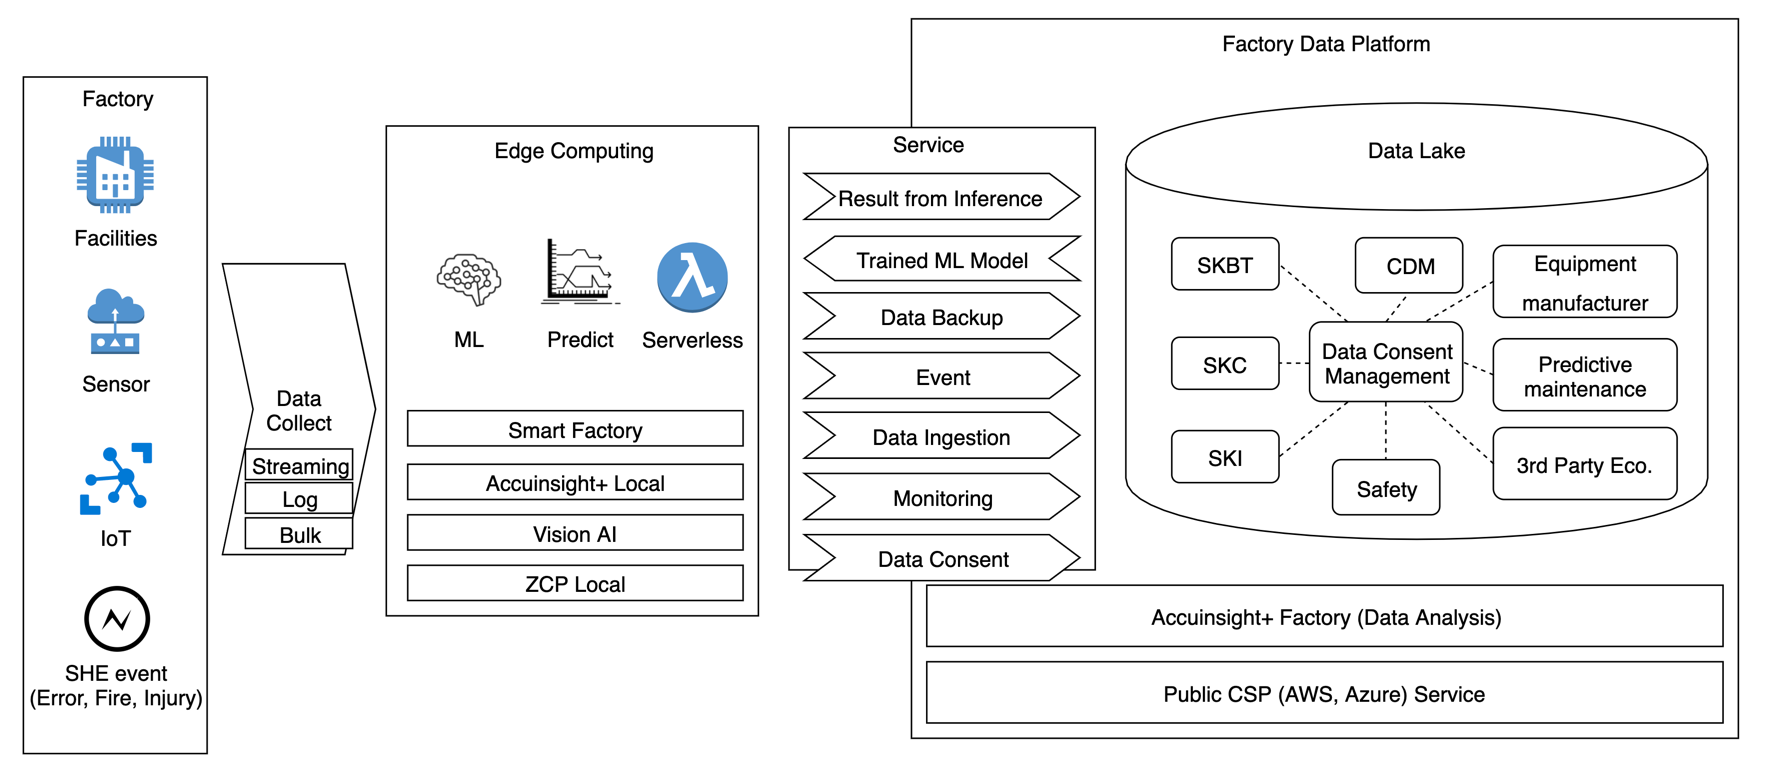 Factory
Facilities
Sensor
IoT
SHE event
(Error, Fire, Injury)
Data
Collect
Streaming
Log
Bulk
Edge Computing
ML
Predict
Serverless
Smart Factory
Accuinsight+ Local
Vision AI
ZCP Local
Service
Result from Inference
Trained ML Model
Data Backup
Event
Data Ingestion
Monitoring
Data Consent
Factory Data Platform
Data Lake
SKBT
CDM
Equipment
manufacturer
SKC
Data Consent
Management
Predictive
maintenance
SKI
Safety
3rd Party Eco.
Accuinsight+ Factory (Data Analysis)
Public CSP (AWS, Azure) Service